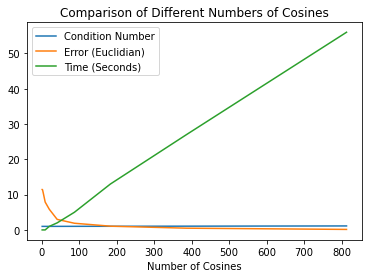 Comparison of Different Numbers of Cosines
Condition Number
Error (Euclidian)
Time (Seconds)
50
40
30
20
10
0
0 100 200 300 400 500 600 700 800
Number of Cosines